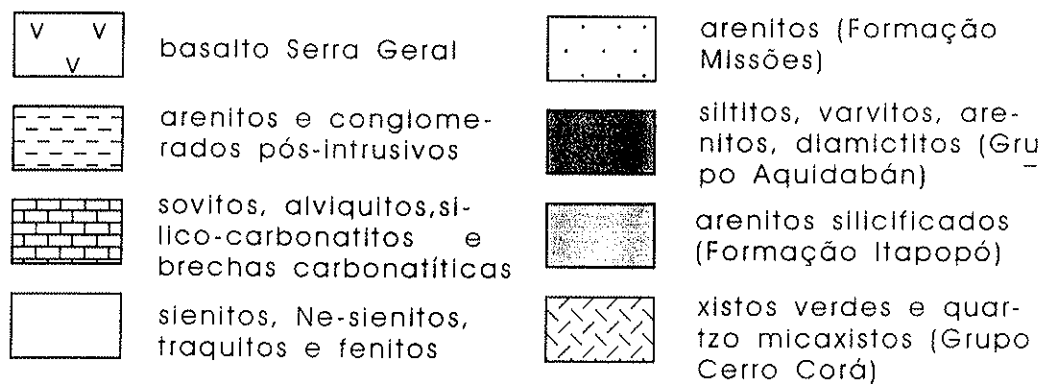 basalto Serra Geral
arenitos e conglome-
rados pós-intrusivos
sovitos, alviquitos,si-
lico-carbonatitos e
brechas carbonatíticas
sienitos, Ne-sienitos,
traquitos e fenitos
arenitos (Formação
Missões)
siltitos, varvitos, are-
nitos, diamictitos (Gru
po Aquidabán)
arenitos silicificados
(Formação Itapopó)
xistos verdes e quar-
tzo micaxistos (Grupo
Cerro Corá)